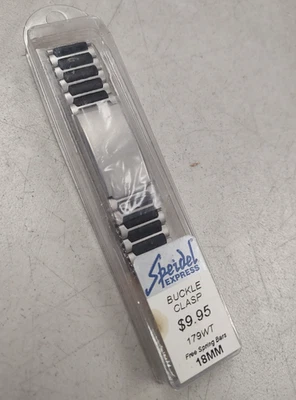 Speidel
EXPRESS
BUCKLE
CLASP
$9.95
179WT
Free Spring Bars
18MM